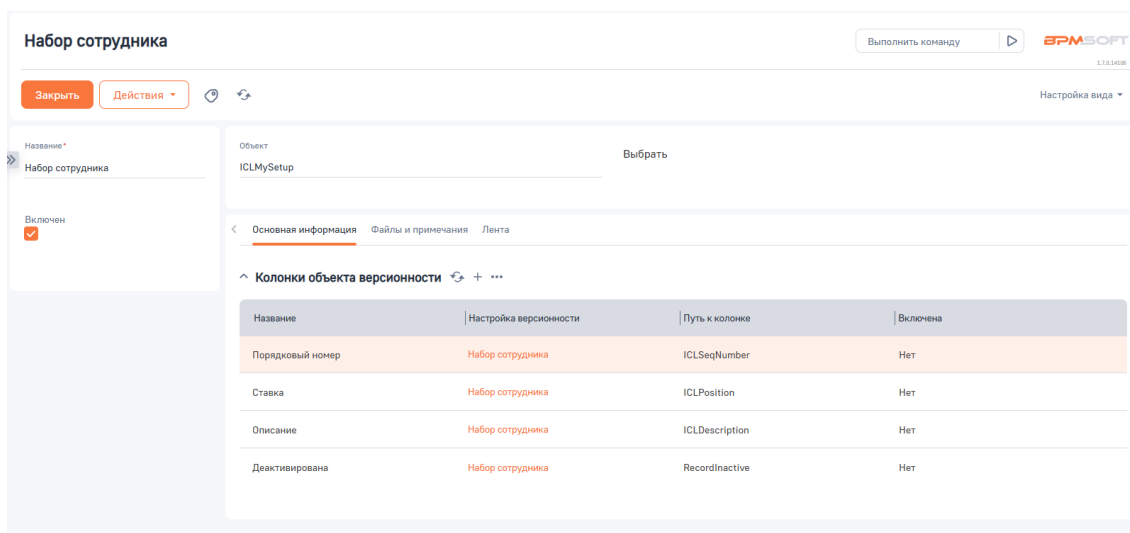 Набор сотрудника
Выполнить команду
BPMSOFT
1.7.0.14106
Закрыть
Действия
Настройка вида
Название*
Набор сотрудника
Включен
Объект
ICLMySetup
Выбрать
Основная информация Файлы и примечания Лента
Колонки объекта версионности
Название Настройка версионности Путь к колонке Включена
Порядковый номер Набор сотрудника ICLSeqNumber Нет
Ставка Набор сотрудника ICLPosition Нет
Описание Набор сотрудника ICLDescription Нет
Деактивирована Набор сотрудника RecordInactive Нет